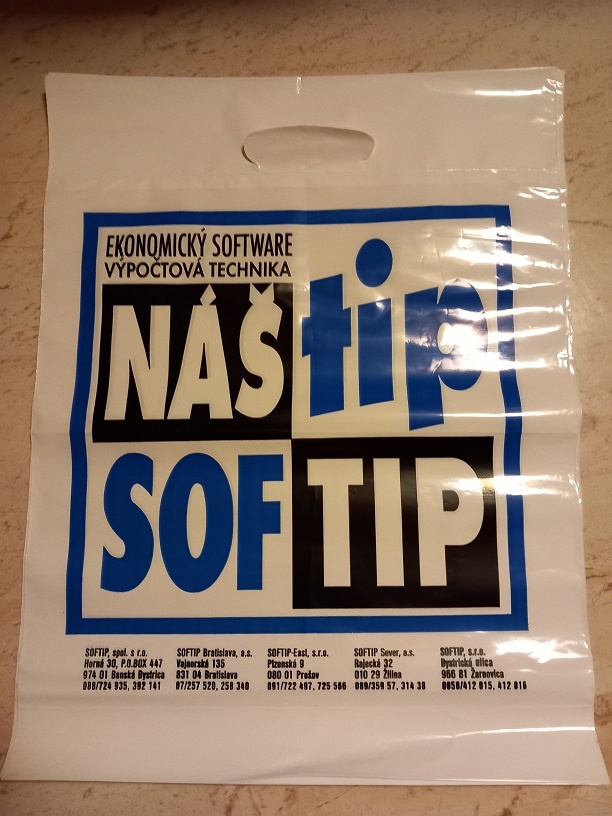 EKONOMICKÝ SOFTWARE
VÝPOČTOVÁ TECHNIKA
NÁŠ tip
SOFTIP
SOFTIP, spol. s r.o.
Horná 30, P.O.BOX 447
974 01 Banská Bystrica
088/724 935, 392 141
SOFTIP Bratislava, a.s.
Vajnorská 135
831 04 Bratislava
07/257 520, 258 340
SOFTIP-East, s.r.o.
Plzenská 9
080 01 Prešov
091/722 497, 725 566
SOFTIP Sever, a.s.
Rajecká 32
010 29 Žilina
089/359 57, 314 38
SOFTIP, s.r.o.
Bystrická ulica
966 81 Žarnovica
0858/412 015, 412 016